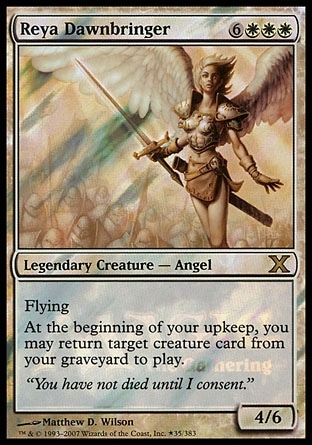 Reya Dawnbringer 6
Legendary Creature — Angel X
Flying
At the beginning of your upkeep, you
may return target creature card from
your graveyard to play.
“You have not died until I consent.”
Matthew D. Wilson
™ & © 1993-2007 Wizards of the Coast, Inc. ★35/383
4/6